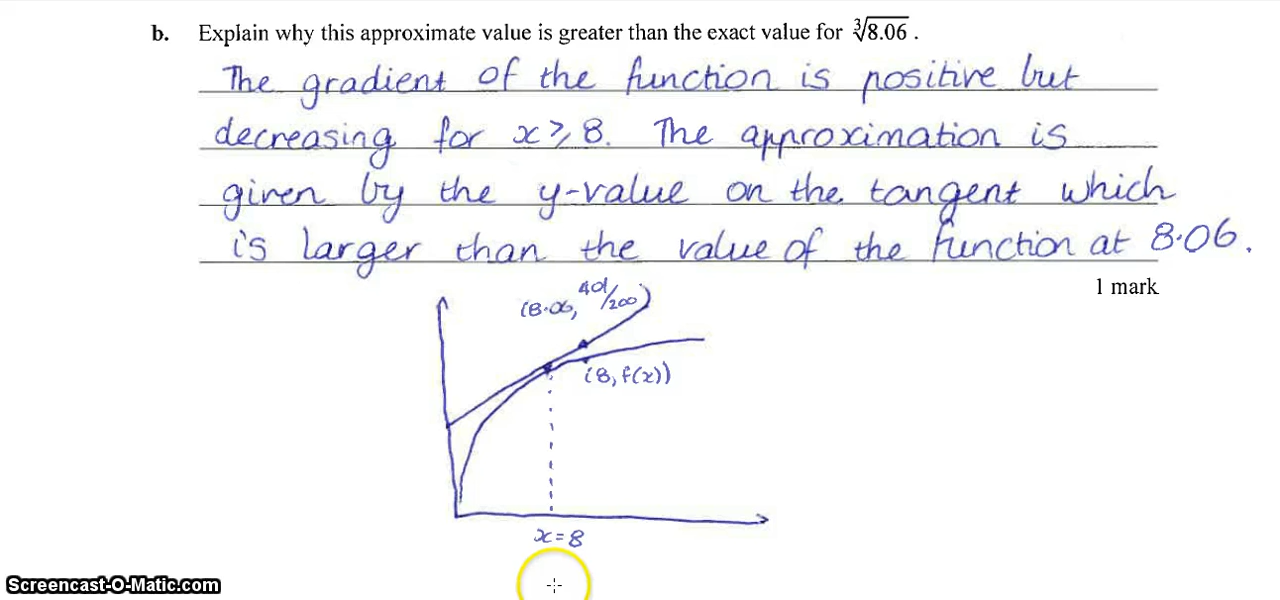 b. Explain why this approximate value is greater than the exact value for ∛8.06 .
The gradient of the function is positive but
decreasing for x ⩾ 8. The approximation is
given by the y-value on the tangent which
is larger than the value of the function at 8.06.
1 mark
(8.06, 401/200)
(8, f(x))
x = 8
Screencast-O-Matic.com